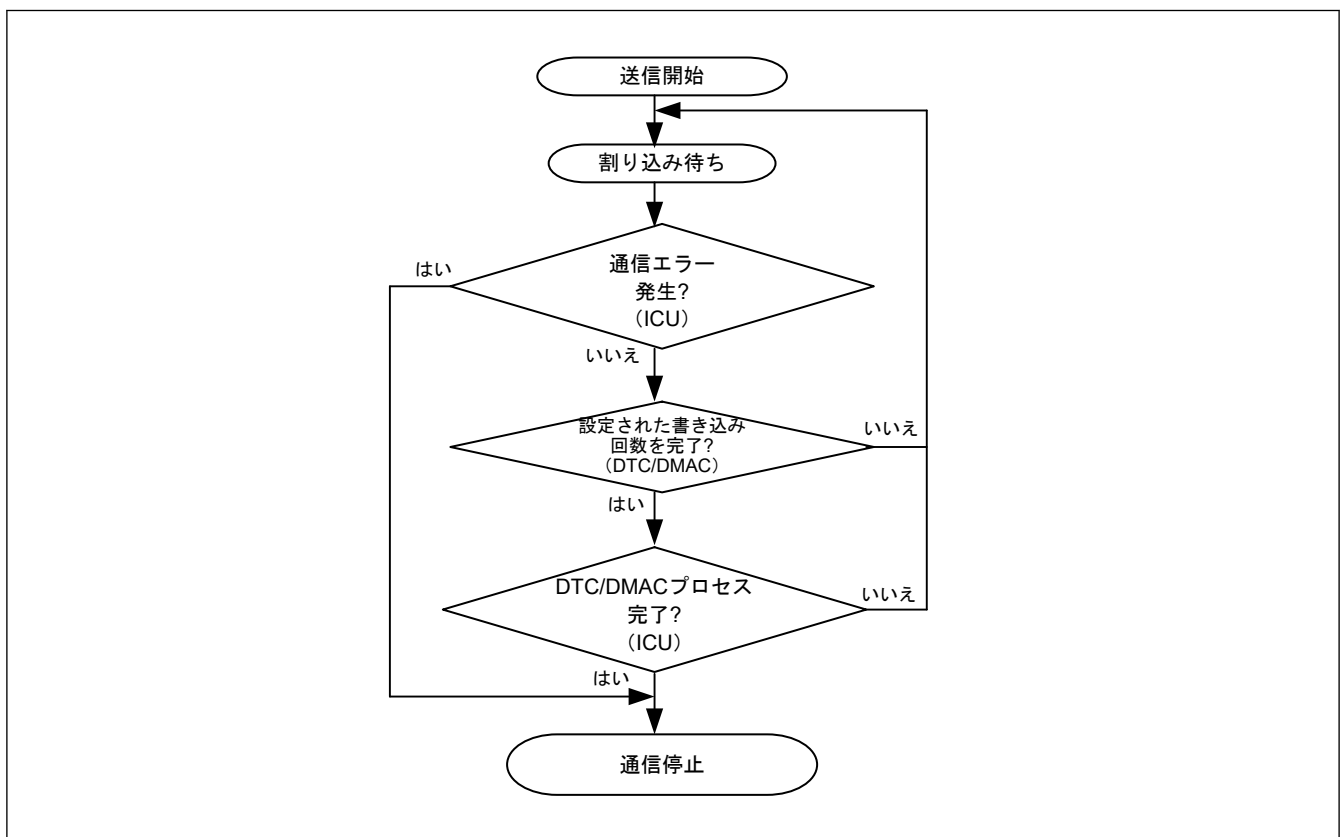 送信開始
割り込み待ち
はい
通信エラー
発生?
（ICU）
いいえ
設定された書き込み
回数を完了?
（DTC/DMAC）
いいえ
はい
DTC/DMACプロセス
完了?
（ICU）
いいえ
はい
通信停止